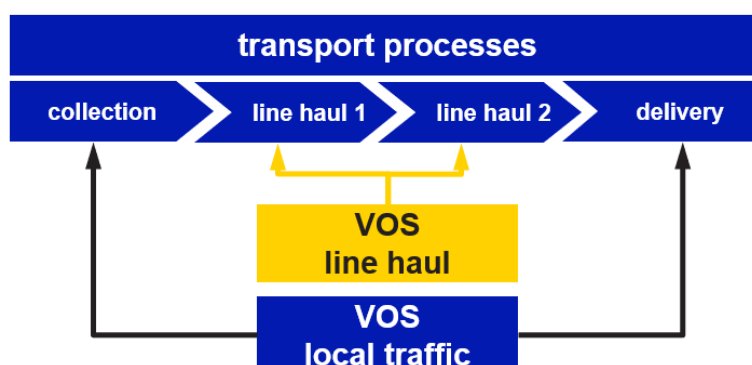 transport processes
collection
line haul 1
line haul 2
delivery
VOS
line haul
VOS
local traffic